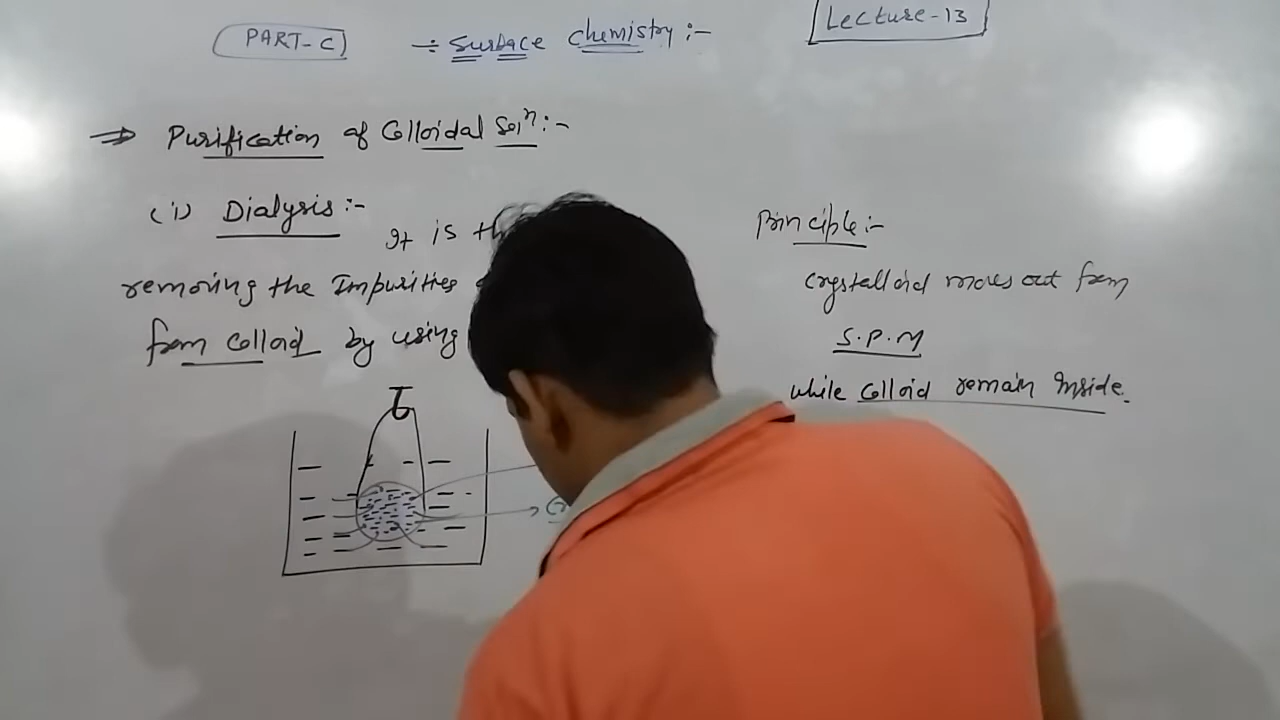 PART-C
÷ Surface chemistry :-
Lecture-13
⇒ Purification of Colloidal Solⁿ :-
(i) Dialysis :-
It is
removing the Impurities
from Colloid by using
Principle :-
crystalloid moves out from
S.P.M
while Colloid remain Inside.